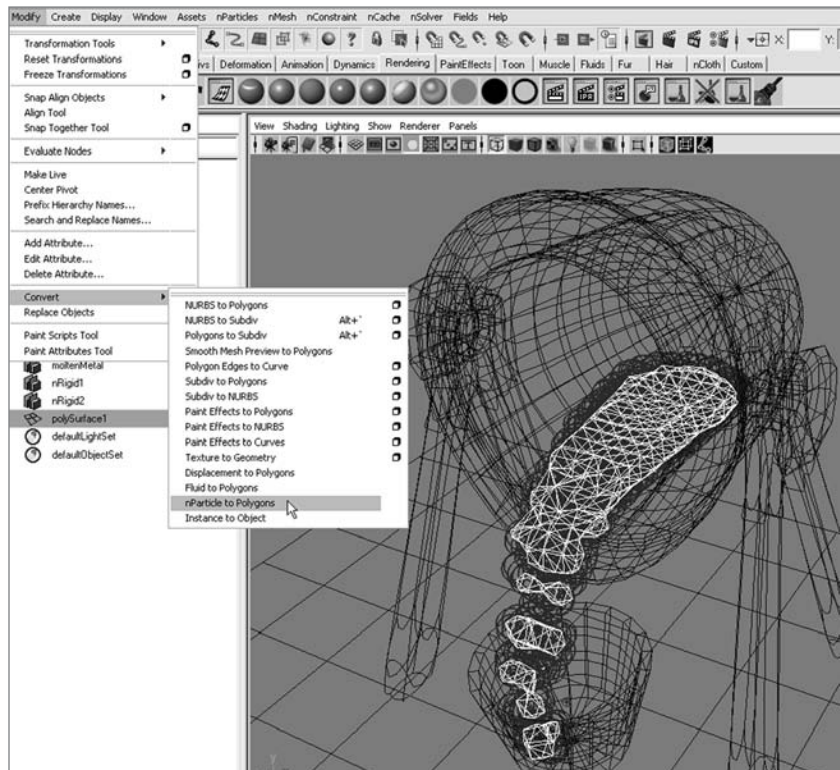 Modify Create Display Window Assets nParticles nMesh nConstraint nCache nSolver Fields Help
Transformation Tools
Reset Transformations
Freeze Transformations
Snap Align Objects
Align Tool
Snap Together Tool
Evaluate Nodes
Make Live
Center Pivot
Prefix Hierarchy Names...
Search and Replace Names...
Add Attribute...
Edit Attribute...
Delete Attribute...
Convert
Replace Objects
Paint Scripts Tool
Paint Attributes Tool
moltenMetal
nRigid1
nRigid2
polySurface1
defaultLightSet
defaultObjectSet
NURBS to Polygons
NURBS to Subdiv Alt+`
Polygons to Subdiv Alt+`
Smooth Mesh Preview to Polygons
Polygon Edges to Curve
Subdiv to Polygons
Subdiv to NURBS
Paint Effects to Polygons
Paint Effects to NURBS
Paint Effects to Curves
Texture to Geometry
Displacement to Polygons
Fluid to Polygons
nParticle to Polygons
Instance to Object
X: Y:
Deformation Animation Dynamics Rendering PaintEffects Toon Muscle Fluids Fur Hair nCloth Custom
IPR
View Shading Lighting Show Renderer Panels